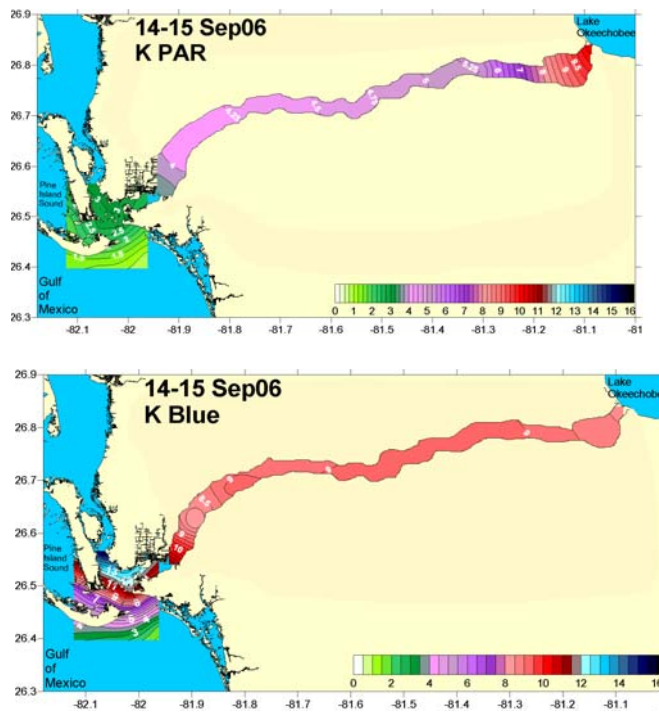 26.9
14-15 Sep06
K PAR
Lake
Okeechobee
26.8
26.7
26.6
Pine
Island
Sound
26.5
26.4
Gulf
of
Mexico
26.3
0 1 2 3 4 5 6 7 8 9 10 11 12 13 14 15 16
-82.1 -82 -81.9 -81.8 -81.7 -81.6 -81.5 -81.4 -81.3 -81.2 -81.1 -81
26.9
14-15 Sep06
K Blue
Lake
Okeechobe
26.8
26.7
26.6
Pine
Island
Sound
26.5
26.4
Gulf
of
Mexico
26.3
0 2 4 6 8 10 12 14 16
-82.1 -82 -81.9 -81.8 -81.7 -81.6 -81.5 -81.4 -81.3 -81.2 -81.1